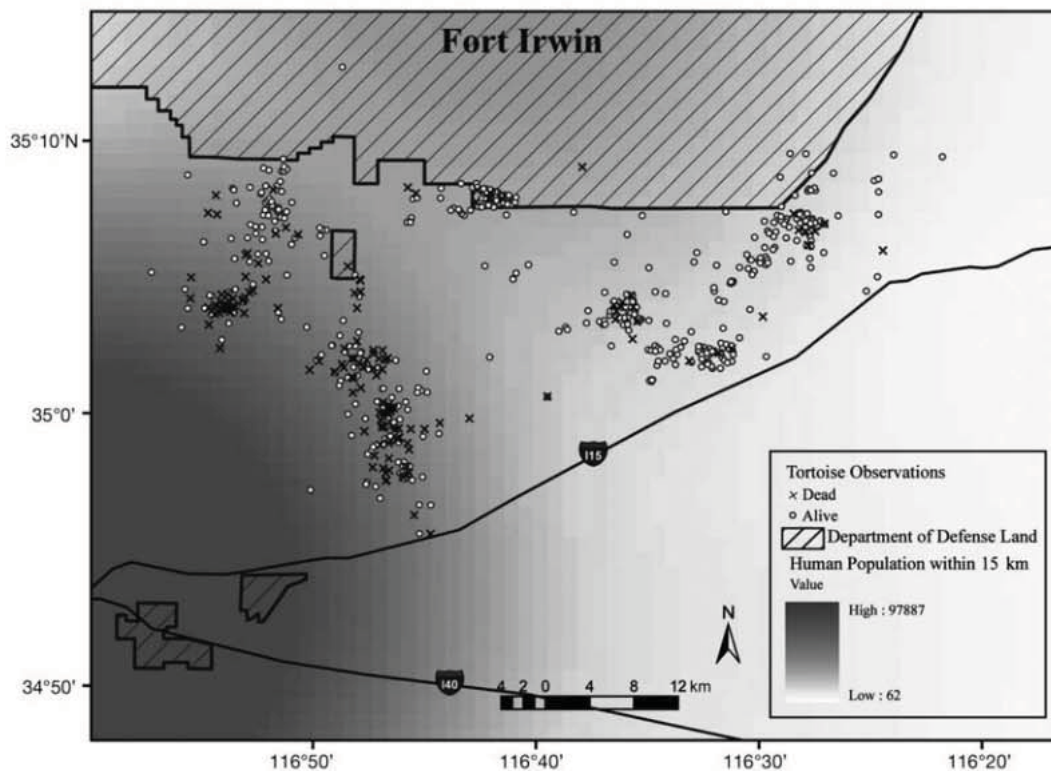 Fort Irwin
35°10'N
35°0'
I15
Tortoise Observations
Dead
Alive
Department of Defense Land
Human Population within 15 km
Value
High : 97887
Low : 62
N
34°50'
I40
4 2 0 4 8 12 km
116°50'
116°40'
116°30'
116°20'